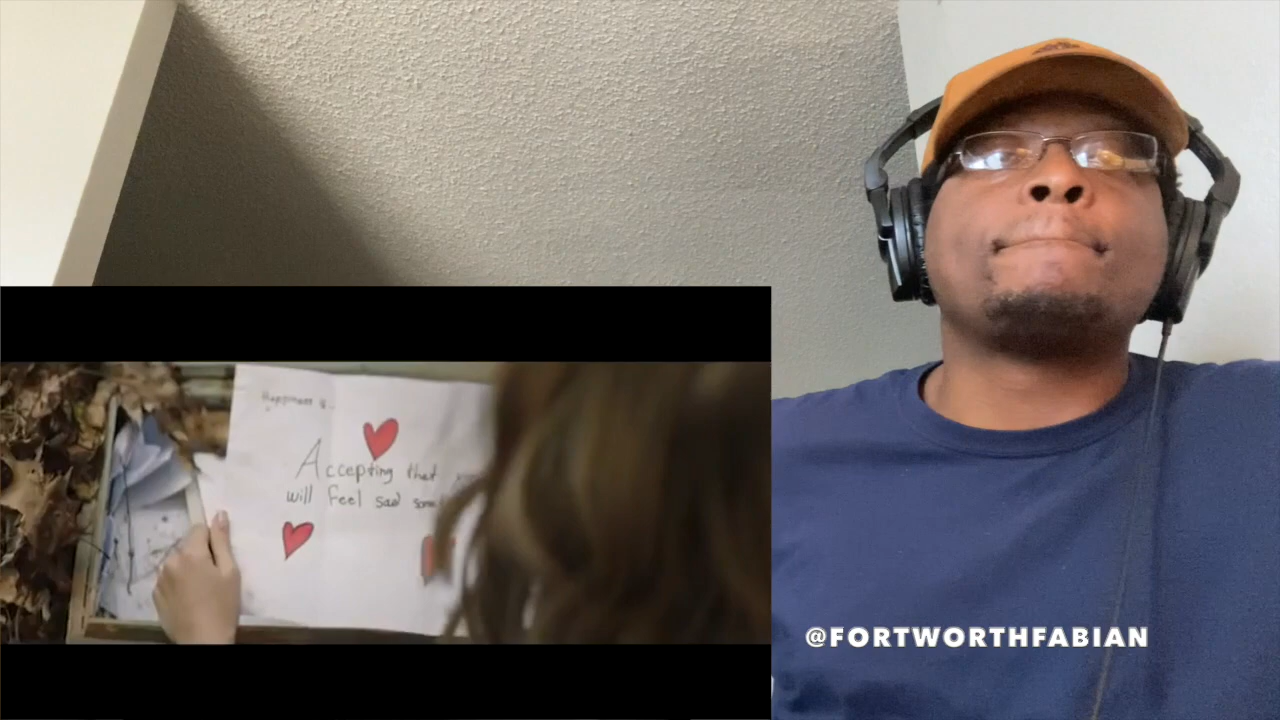 Happiness is..
Accepting that
will feel sad
@FORTWORTHFABIAN